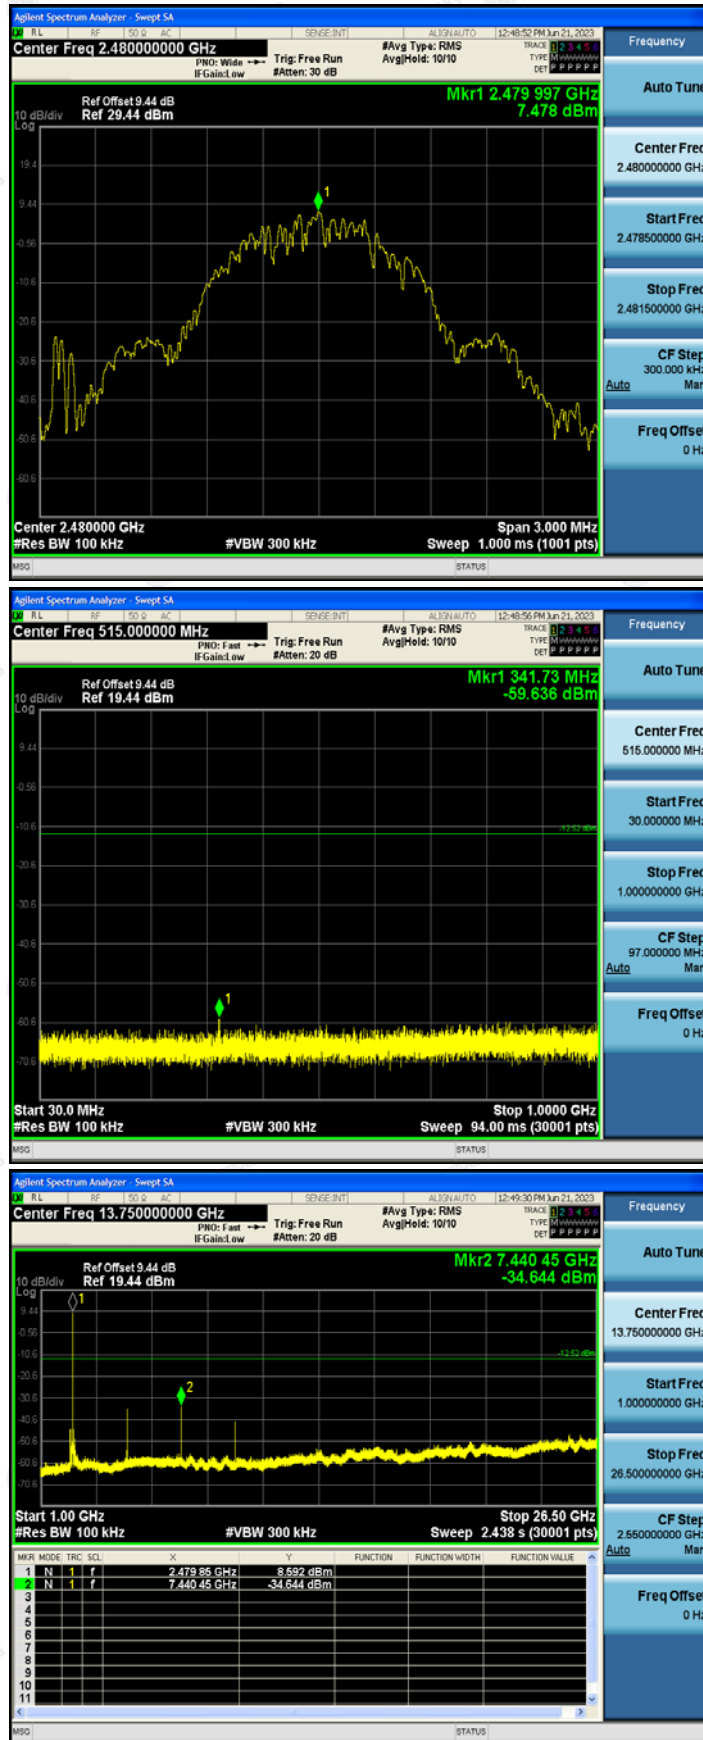 Agilent Spectrum Analyzer - Swept SA
RL RF 50 Ω AC SENSE:INT ALIGNAUTO 12:48:52 PM Jun 21, 2023
Center Freq 2.480000000 GHz #Avg Type: RMS TRACE 1 2 3 4 5 6 Frequency
PNO: Wide Trig: Free Run Avg|Hold: 10/10 TYPE M
IFGain:Low #Atten: 30 dB DET P P P P P P
Auto Tune
Mkr1 2.479 997 GHz
Ref Offset 9.44 dB
10 dB/div Ref 29.44 dBm 7.478 dBm
Log
Center Freq
2.480000000 GHz
19.4
1
9.44
Start Freq
2.478500000 GHz
-0.56
-10.6
Stop Freq
2.481500000 GHz
-20.6
-30.6
CF Step
300.000 kHz
Auto Man
-40.6
Freq Offset
0 Hz
-50.6
-60.6
Center 2.480000 GHz Span 3.000 MHz
#Res BW 100 kHz #VBW 300 kHz Sweep 1.000 ms (1001 pts)
MSG STATUS
Agilent Spectrum Analyzer - Swept SA
RL RF 50 Ω AC SENSE:INT ALIGNAUTO 12:48:56 PM Jun 21, 2023
Center Freq 515.000000 MHz #Avg Type: RMS TRACE 1 2 3 4 5 6 Frequency
PNO: Fast Trig: Free Run Avg|Hold: 10/10 TYPE M
IFGain:Low #Atten: 20 dB DET P P P P P P
Auto Tune
Mkr1 341.73 MHz
Ref Offset 9.44 dB
10 dB/div Ref 19.44 dBm -59.636 dBm
Log
Center Freq
515.000000 MHz
9.44
-0.56
Start Freq
30.000000 MHz
-10.6
-12.52 dBm
Stop Freq
1.000000000 GHz
-20.6
-30.6
CF Step
97.000000 MHz
Auto Man
-40.6
-50.6
1
Freq Offset
0 Hz
-60.6
-70.6
Start 30.0 MHz Stop 1.0000 GHz
#Res BW 100 kHz #VBW 300 kHz Sweep 94.00 ms (30001 pts)
MSG STATUS
Agilent Spectrum Analyzer - Swept SA
RL RF 50 Ω AC SENSE:INT ALIGNAUTO 12:49:30 PM Jun 21, 2023
Center Freq 13.750000000 GHz #Avg Type: RMS TRACE 1 2 3 4 5 6 Frequency
PNO: Fast Trig: Free Run Avg|Hold: 10/10 TYPE M
IFGain:Low #Atten: 20 dB DET P P P P P P
Auto Tune
Mkr2 7.440 45 GHz
Ref Offset 9.44 dB
10 dB/div Ref 19.44 dBm -34.644 dBm
Log
1
9.44
Center Freq
13.750000000 GHz
-0.56
-10.6
-12.52 dBm
Start Freq
1.000000000 GHz
-20.6
2
-30.6
-40.6
-50.6
Stop Freq
26.500000000 GHz
-60.6
-70.6
Start 1.00 GHz Stop 26.50 GHz
#Res BW 100 kHz #VBW 300 kHz Sweep 2.438 s (30001 pts)
CF Step
2.550000000 GHz
Auto Man
MKR MODE TRC SCL X Y FUNCTION FUNCTION WIDTH FUNCTION VALUE
1 N 1 f 2.479 85 GHz 8.592 dBm
2 N 1 f 7.440 45 GHz -34.644 dBm
3
4
Freq Offset
0 Hz
5
6
7
8
9
10
11
MSG STATUS